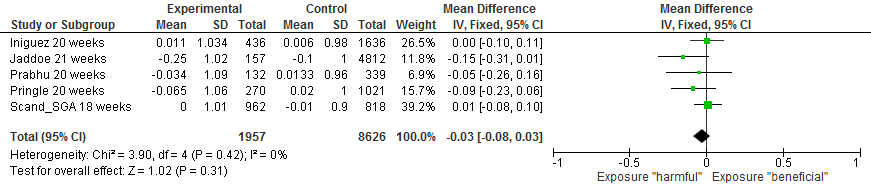 Experimental Control Mean Difference Mean Difference
Study or Subgroup Mean SD Total Mean SD Total Weight IV, Fixed, 95% CI IV, Fixed, 95% CI
Iniguez 20 weeks 0.011 1.034 436 0.006 0.98 1636 26.5% 0.00 [-0.10, 0.11]
Jaddoe 21 weeks -0.25 1.02 157 -0.1 1 4812 11.8% -0.15 [-0.31, 0.01]
Prabhu 20 weeks -0.034 1.09 132 0.0133 0.96 339 6.9% -0.05 [-0.26, 0.16]
Pringle 20 weeks -0.065 1.06 270 0.02 1 1021 15.7% -0.09 [-0.23, 0.06]
Scand_SGA 18 weeks 0 1.01 962 -0.01 0.9 818 39.2% 0.01 [-0.08, 0.10]
Total (95% CI) 1957 8626 100.0% -0.03 [-0.08, 0.03]
Heterogeneity: Chi² = 3.90, df = 4 (P = 0.42); I² = 0%
Test for overall effect: Z = 1.02 (P = 0.31)
-1 -0.5 0 0.5 1
Exposure "harmful" Exposure "beneficial"